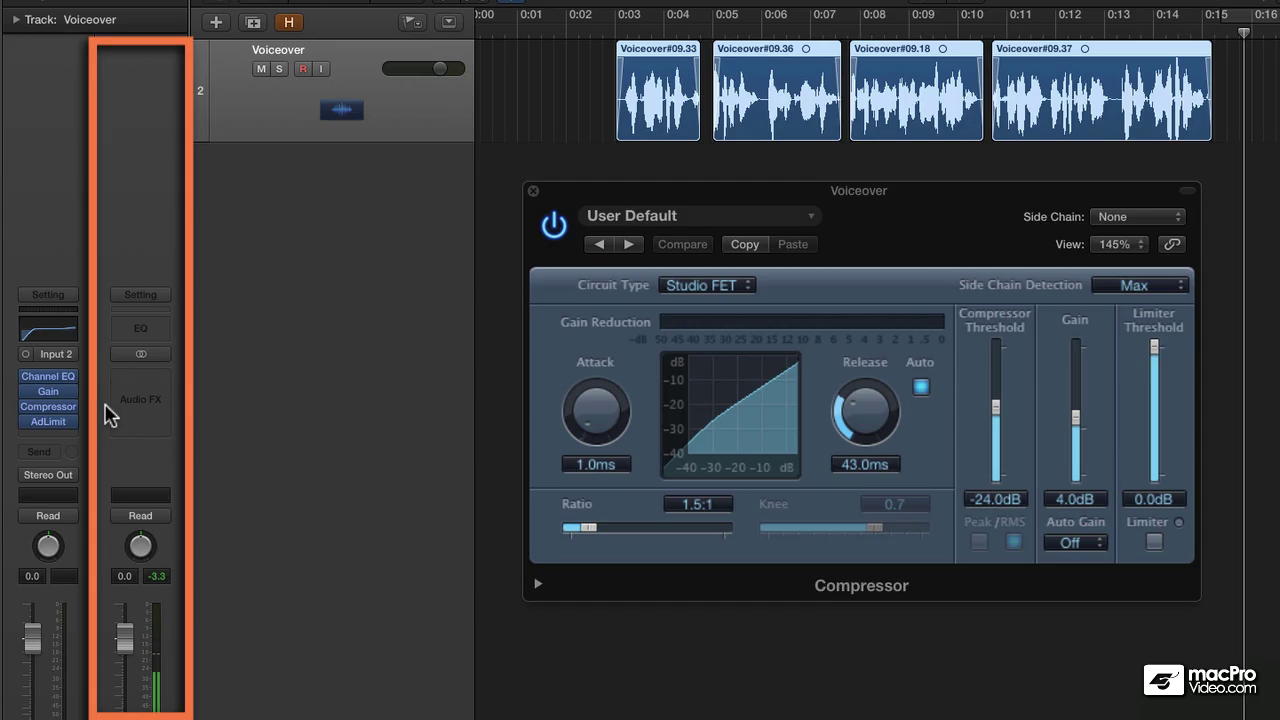 Track: Voiceover
H
0:00 0:01 0:02 0:03 0:04 0:05 0:06 0:07 0:08 0:09 0:10 0:11 0:12 0:13 0:14 0:15 0:16
2
Voiceover
M S R I
Voiceover#09.33
Voiceover#09.36
Voiceover#09.18
Voiceover#09.37
Setting
Input 2
Channel EQ
Gain
Compressor
AdLimit
Send
Stereo Out
Read
0.0
Setting
EQ
Audio FX
Read
0.0 -3.3
Voiceover
User Default
Side Chain: None
Compare Copy Paste
View: 145%
Circuit Type Studio FET
Side Chain Detection Max
Gain Reduction
-dB 50 45 40 35 30 25 20 18 16 14 12 10 8 6 5 4 3 2 1 .5 0
Attack
1.0ms
dB
-10
-20
-30
-40
-40 -30 -20 -10 dB
Release
Auto
43.0ms
Ratio 1.5:1
Knee 0.7
Compressor
Threshold
-24.0dB
Peak /RMS
Gain
4.0dB
Auto Gain
Off
Limiter
Threshold
0.0dB
Limiter
Compressor
macPro
Video.com